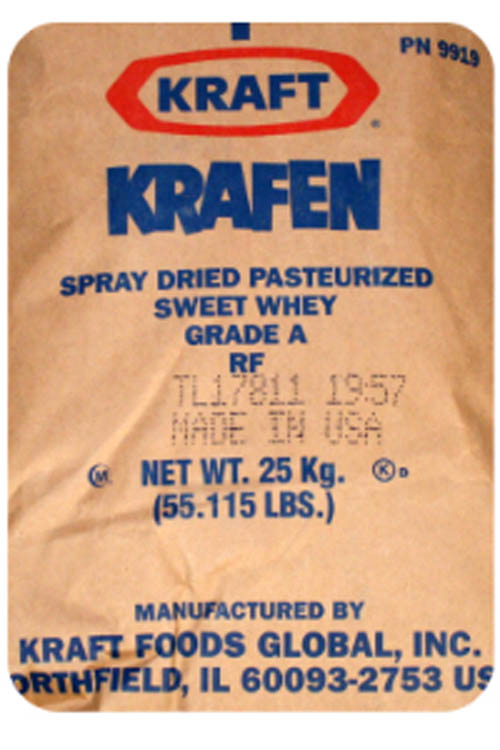 PN 9919
KRAFT
®
KRAFEN
SPRAY DRIED PASTEURIZED
SWEET WHEY
GRADE A
RF
TL17811 19:57
MADE IN USA
M NET WT. 25 Kg. K D
(55.115 LBS.)
MANUFACTURED BY
KRAFT FOODS GLOBAL, INC.
ORTHFIELD, IL 60093-2753 US